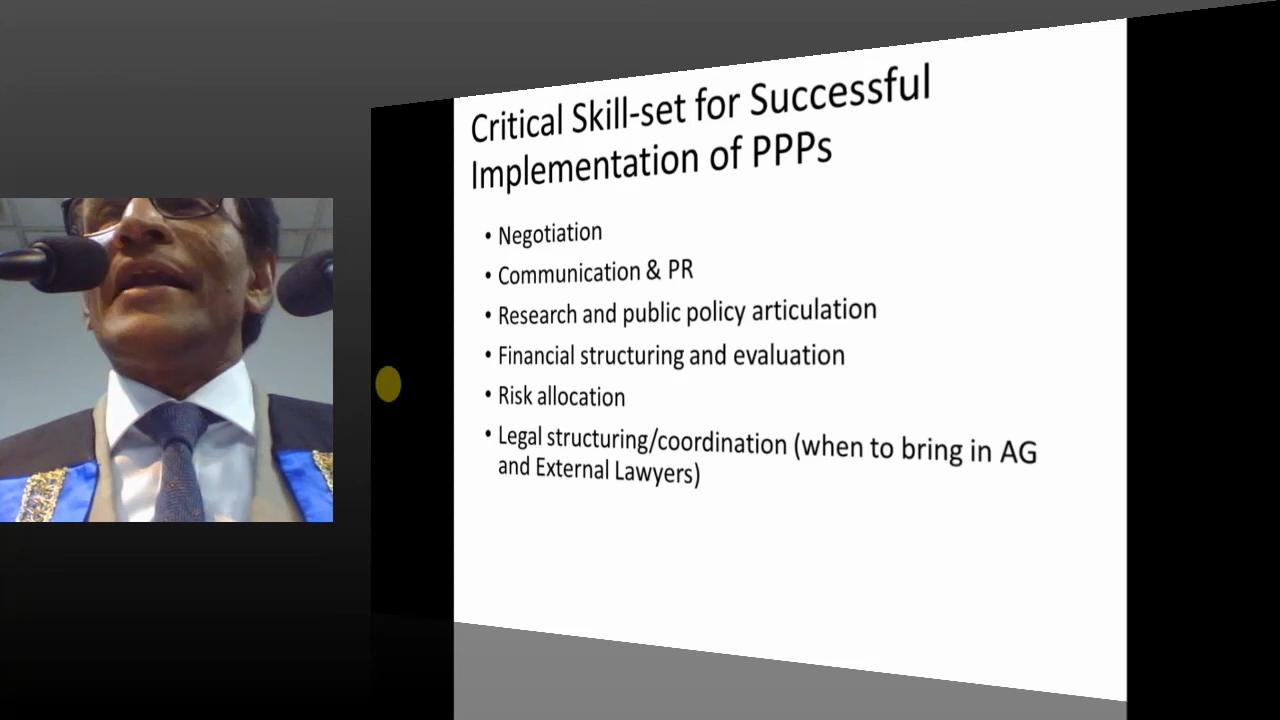 Critical Skill-set for Successful
Implementation of PPPs
• Negotiation
• Communication & PR
• Research and public policy articulation
• Financial structuring and evaluation
• Risk allocation
• Legal structuring/coordination (when to bring in AG
and External Lawyers)